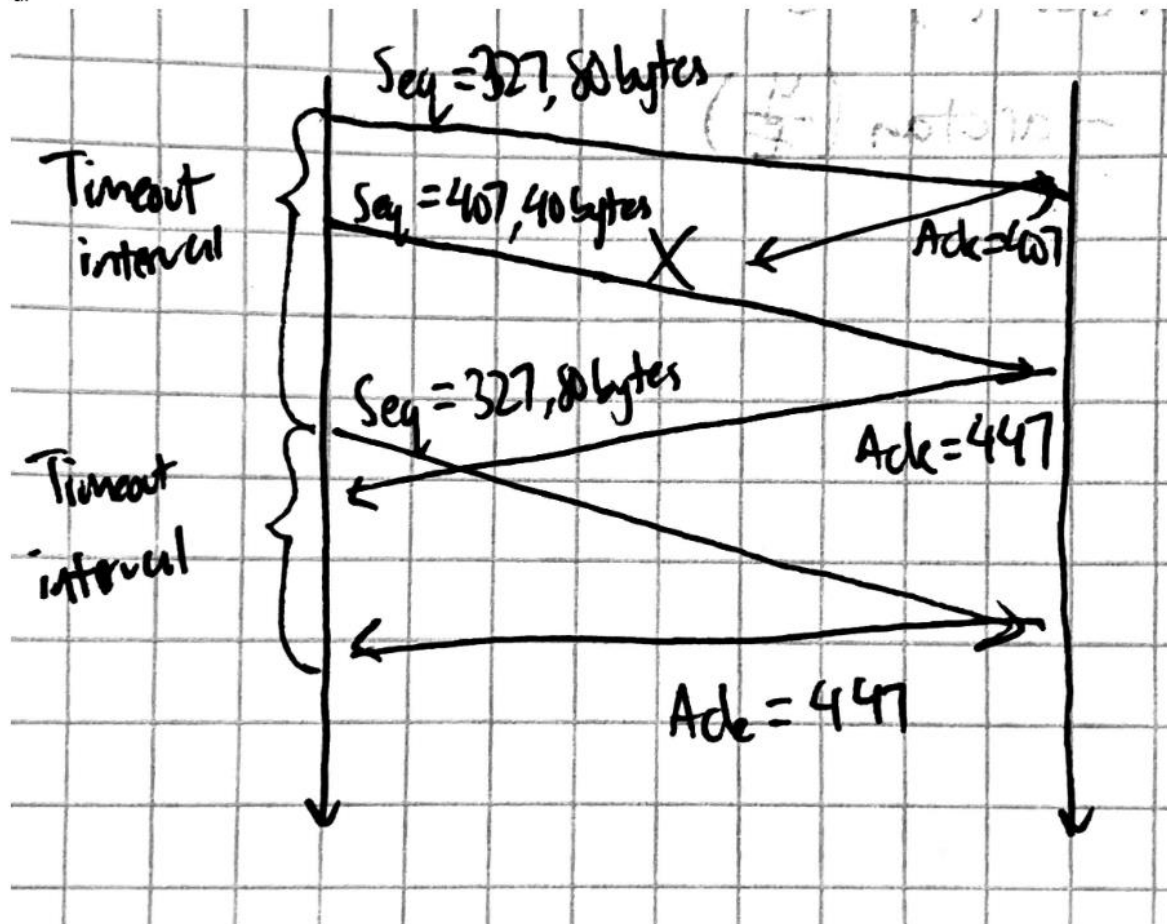 Seq = 327, 80 bytes
Timeout
interval
Seq = 407, 40 bytes
X
Ack = 407
Seq = 327, 80 bytes
Ack = 447
Timeout
interval
Ack = 447